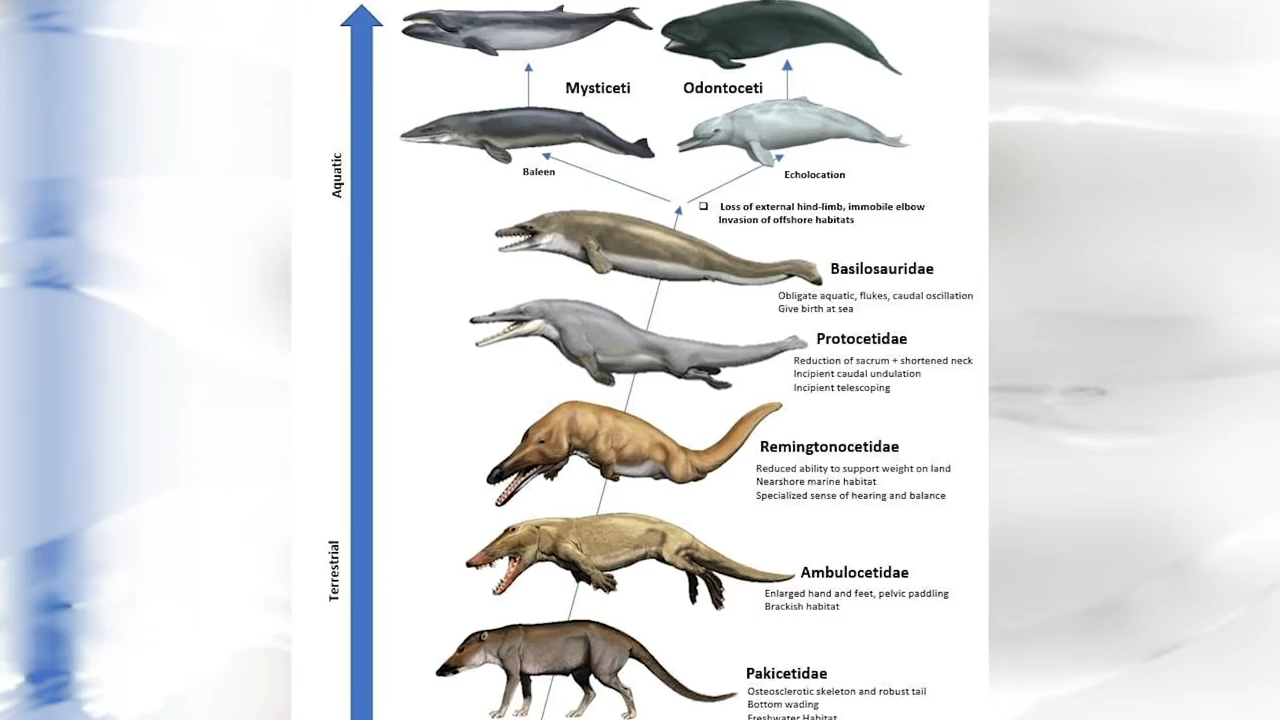 Mysticeti
Odontoceti
Aquatic
Baleen
Echolocation
Loss of external hind-limb, immobile elbow
Invasion of offshore habitats
Basilosauridae
Obligate aquatic, flukes, caudal oscillation
Give birth at sea
Protocetidae
Reduction of sacrum + shortened neck
Incipient caudal undulation
Incipient telescoping
Remingtonocetidae
Reduced ability to support weight on land
Nearshore marine habitat
Specialized sense of hearing and balance
Terrestrial
Ambulocetidae
Enlarged hand and feet, pelvic paddling
Brackish habitat
Pakicetidae
Osteosclerotic skeleton and robust tail
Bottom wading
Freshwater Habitat